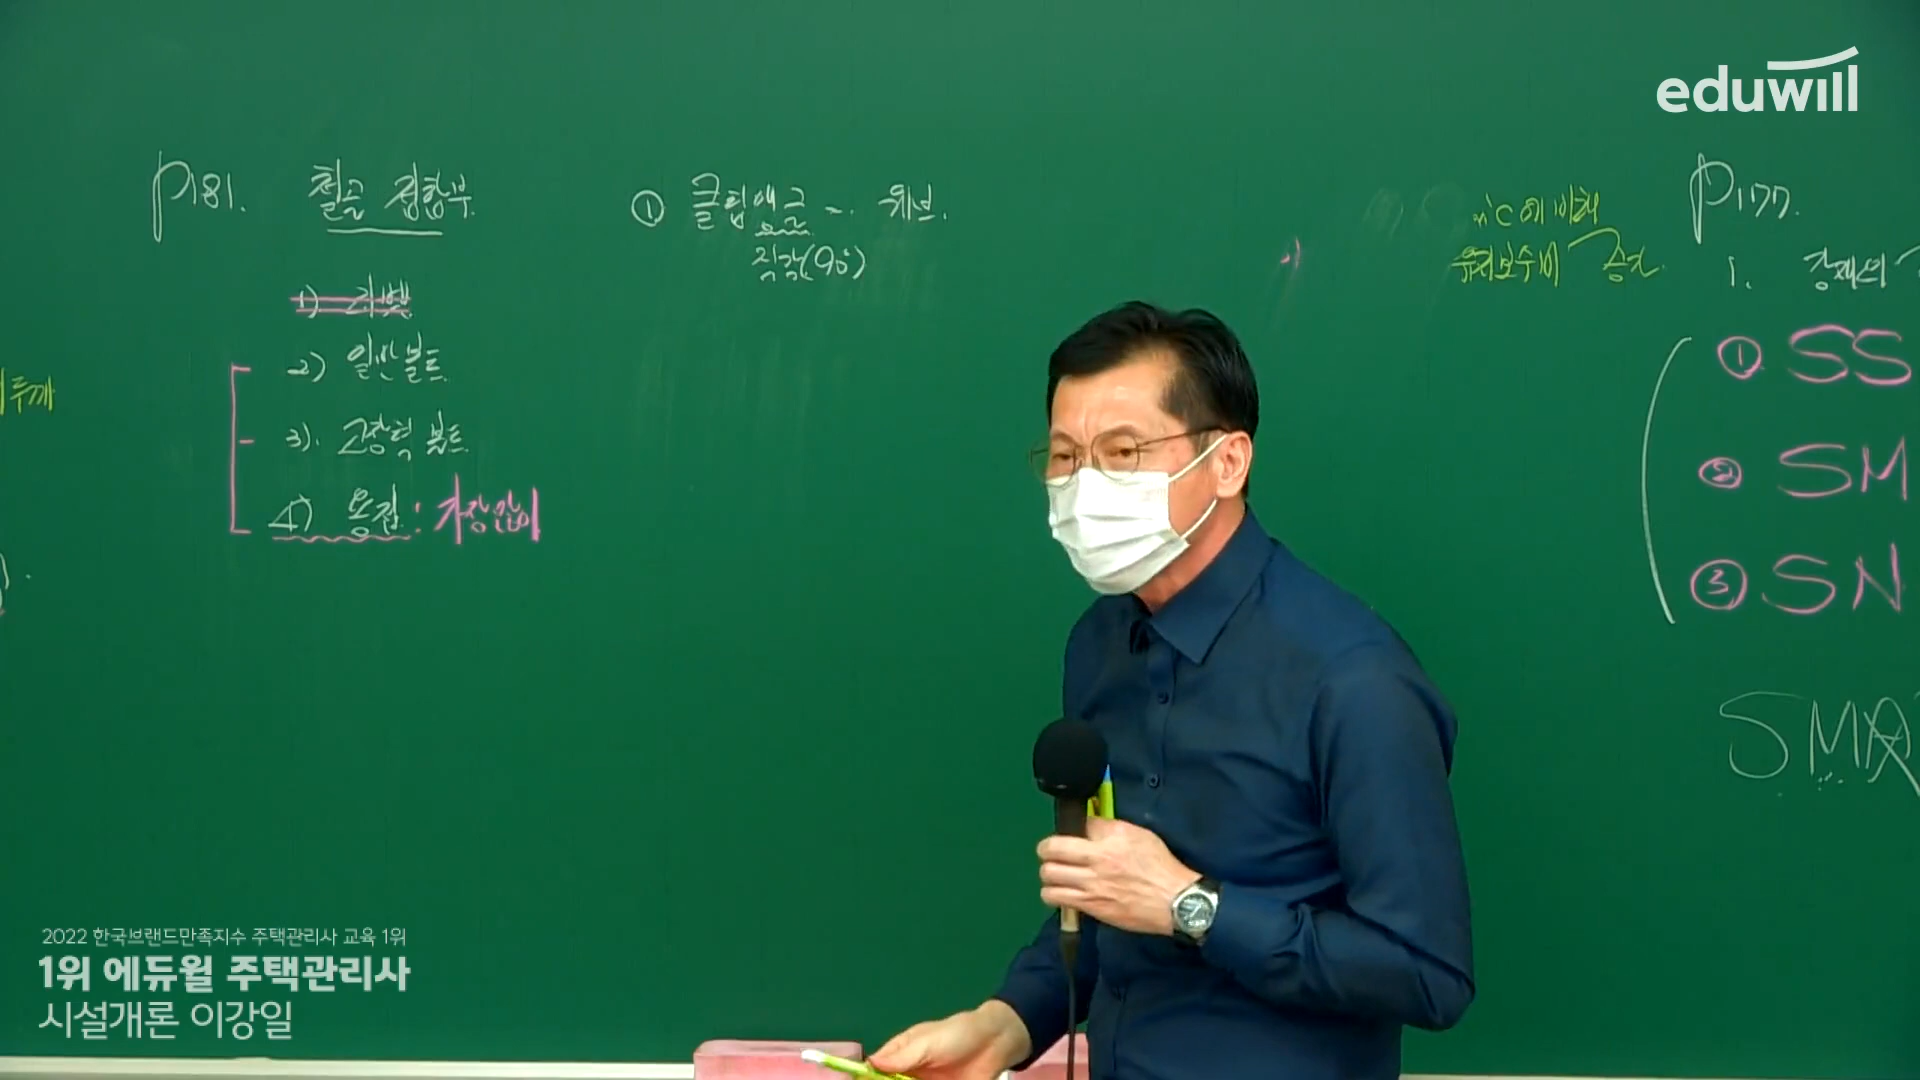 eduwill
P181. 철골 접합부.
1) 리벳
2) 일반볼트.
3). 고장력 볼트.
4) 용접 : 가장많이
① 클립앵글 ~. 웨브.
직각(90°)
에 비해
유지보수비 증가.
P177.
1. 강재의
① SS
② SM
③ SN
SMA
두께
2022 한국브랜드만족지수 주택관리사 교육 1위
1위 에듀윌 주택관리사
시설개론 이강일